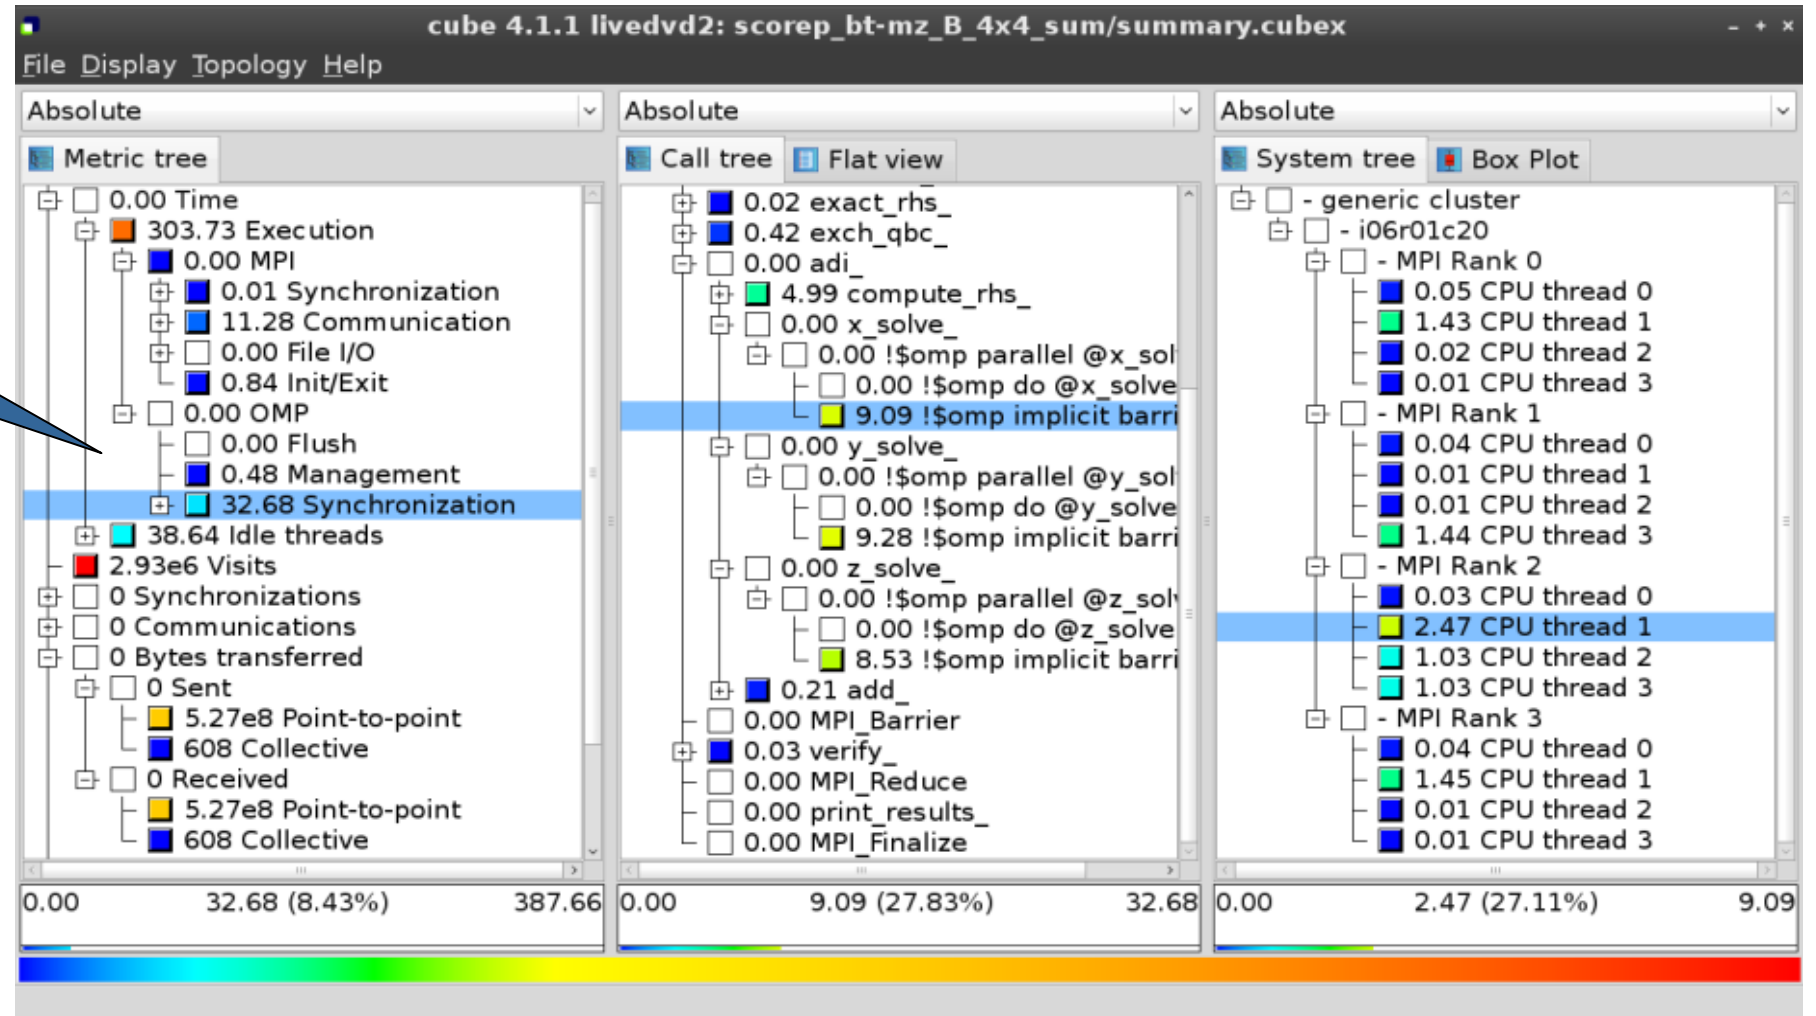 cube 4.1.1 livedvd2: scorep_bt-mz_B_4x4_sum/summary.cubex
File Display Topology Help
Absolute
Metric tree
0.00 Time
303.73 Execution
0.00 MPI
0.01 Synchronization
11.28 Communication
0.00 File I/O
0.84 Init/Exit
0.00 OMP
0.00 Flush
0.48 Management
32.68 Synchronization
38.64 Idle threads
2.93e6 Visits
0 Synchronizations
0 Communications
0 Bytes transferred
0 Sent
5.27e8 Point-to-point
608 Collective
0 Received
5.27e8 Point-to-point
608 Collective
0.00 32.68 (8.43%) 387.66
Absolute
Call tree Flat view
0.02 exact_rhs_
0.42 exch_qbc_
0.00 adi_
4.99 compute_rhs_
0.00 x_solve_
0.00 !$omp parallel @x_sol
0.00 !$omp do @x_solve
9.09 !$omp implicit barri
0.00 y_solve_
0.00 !$omp parallel @y_sol
0.00 !$omp do @y_solve
9.28 !$omp implicit barri
0.00 z_solve_
0.00 !$omp parallel @z_solv
0.00 !$omp do @z_solve
8.53 !$omp implicit barri
0.21 add_
0.00 MPI_Barrier
0.03 verify_
0.00 MPI_Reduce
0.00 print_results_
0.00 MPI_Finalize
0.00 9.09 (27.83%) 32.68
Absolute
System tree Box Plot
- generic cluster
- i06r01c20
- MPI Rank 0
0.05 CPU thread 0
1.43 CPU thread 1
0.02 CPU thread 2
0.01 CPU thread 3
- MPI Rank 1
0.04 CPU thread 0
0.01 CPU thread 1
0.01 CPU thread 2
1.44 CPU thread 3
- MPI Rank 2
0.03 CPU thread 0
2.47 CPU thread 1
1.03 CPU thread 2
1.03 CPU thread 3
- MPI Rank 3
0.04 CPU thread 0
1.45 CPU thread 1
0.01 CPU thread 2
0.01 CPU thread 3
0.00 2.47 (27.11%) 9.09